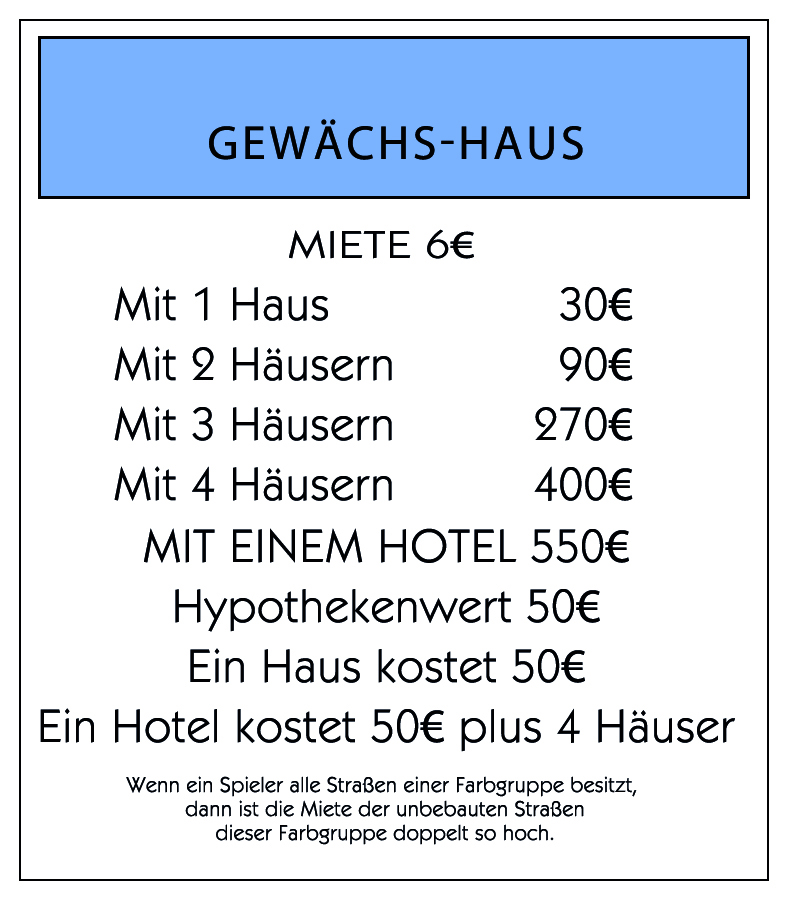 GEWÄCHS-HAUS
MIETE 6€
Mit 1 Haus 30€
Mit 2 Häusern 90€
Mit 3 Häusern 270€
Mit 4 Häusern 400€
MIT EINEM HOTEL 550€
Hypothekenwert 50€
Ein Haus kostet 50€
Ein Hotel kostet 50€ plus 4 Häuser
Wenn ein Spieler alle Straßen einer Farbgruppe besitzt,
dann ist die Miete der unbebauten Straßen
dieser Farbgruppe doppelt so hoch.